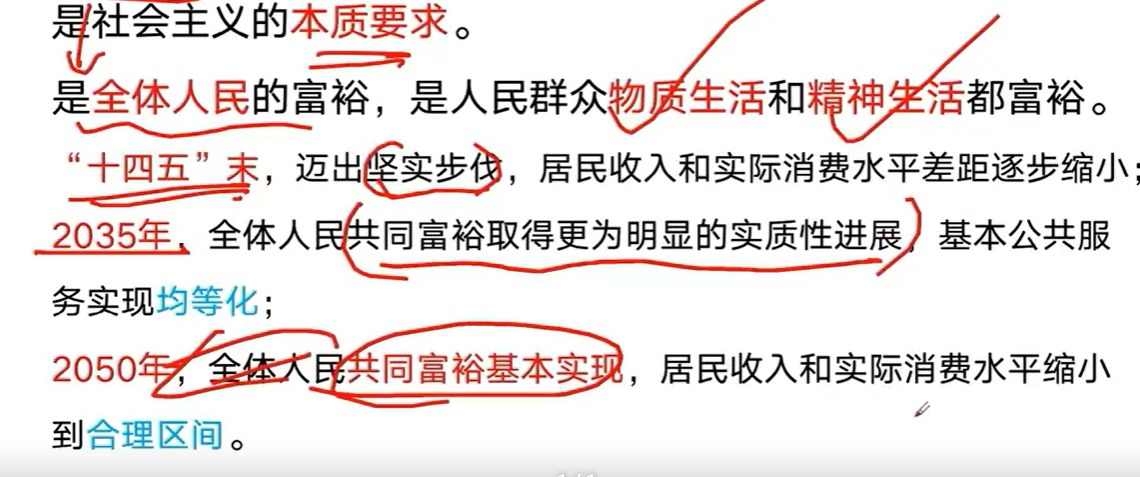 是社会主义的本质要求。
是全体人民的富裕，是人民群众物质生活和精神生活都富裕。
“十四五”末，迈出坚实步伐，居民收入和实际消费水平差距逐步缩小；
2035年，全体人民共同富裕取得更为明显的实质性进展，基本公共服
务实现均等化；
2050年，全体人民共同富裕基本实现，居民收入和实际消费水平缩小
到合理区间。